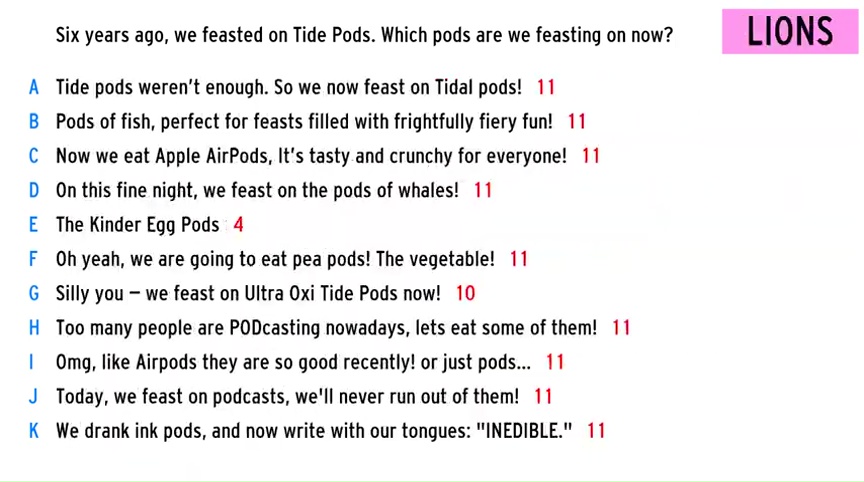 Six years ago, we feasted on Tide Pods. Which pods are we feasting on now?
LIONS
A Tide pods weren't enough. So we now feast on Tidal pods! 11
B Pods of fish, perfect for feasts filled with frightfully fiery fun! 11
C Now we eat Apple AirPods, It's tasty and crunchy for everyone! 11
D On this fine night, we feast on the pods of whales! 11
E The Kinder Egg Pods 4
F Oh yeah, we are going to eat pea pods! The vegetable! 11
G Silly you – we feast on Ultra Oxi Tide Pods now! 10
H Too many people are PODcasting nowadays, lets eat some of them! 11
I Omg, like Airpods they are so good recently! or just pods... 11
J Today, we feast on podcasts, we'll never run out of them! 11
K We drank ink pods, and now write with our tongues: "INEDIBLE." 11